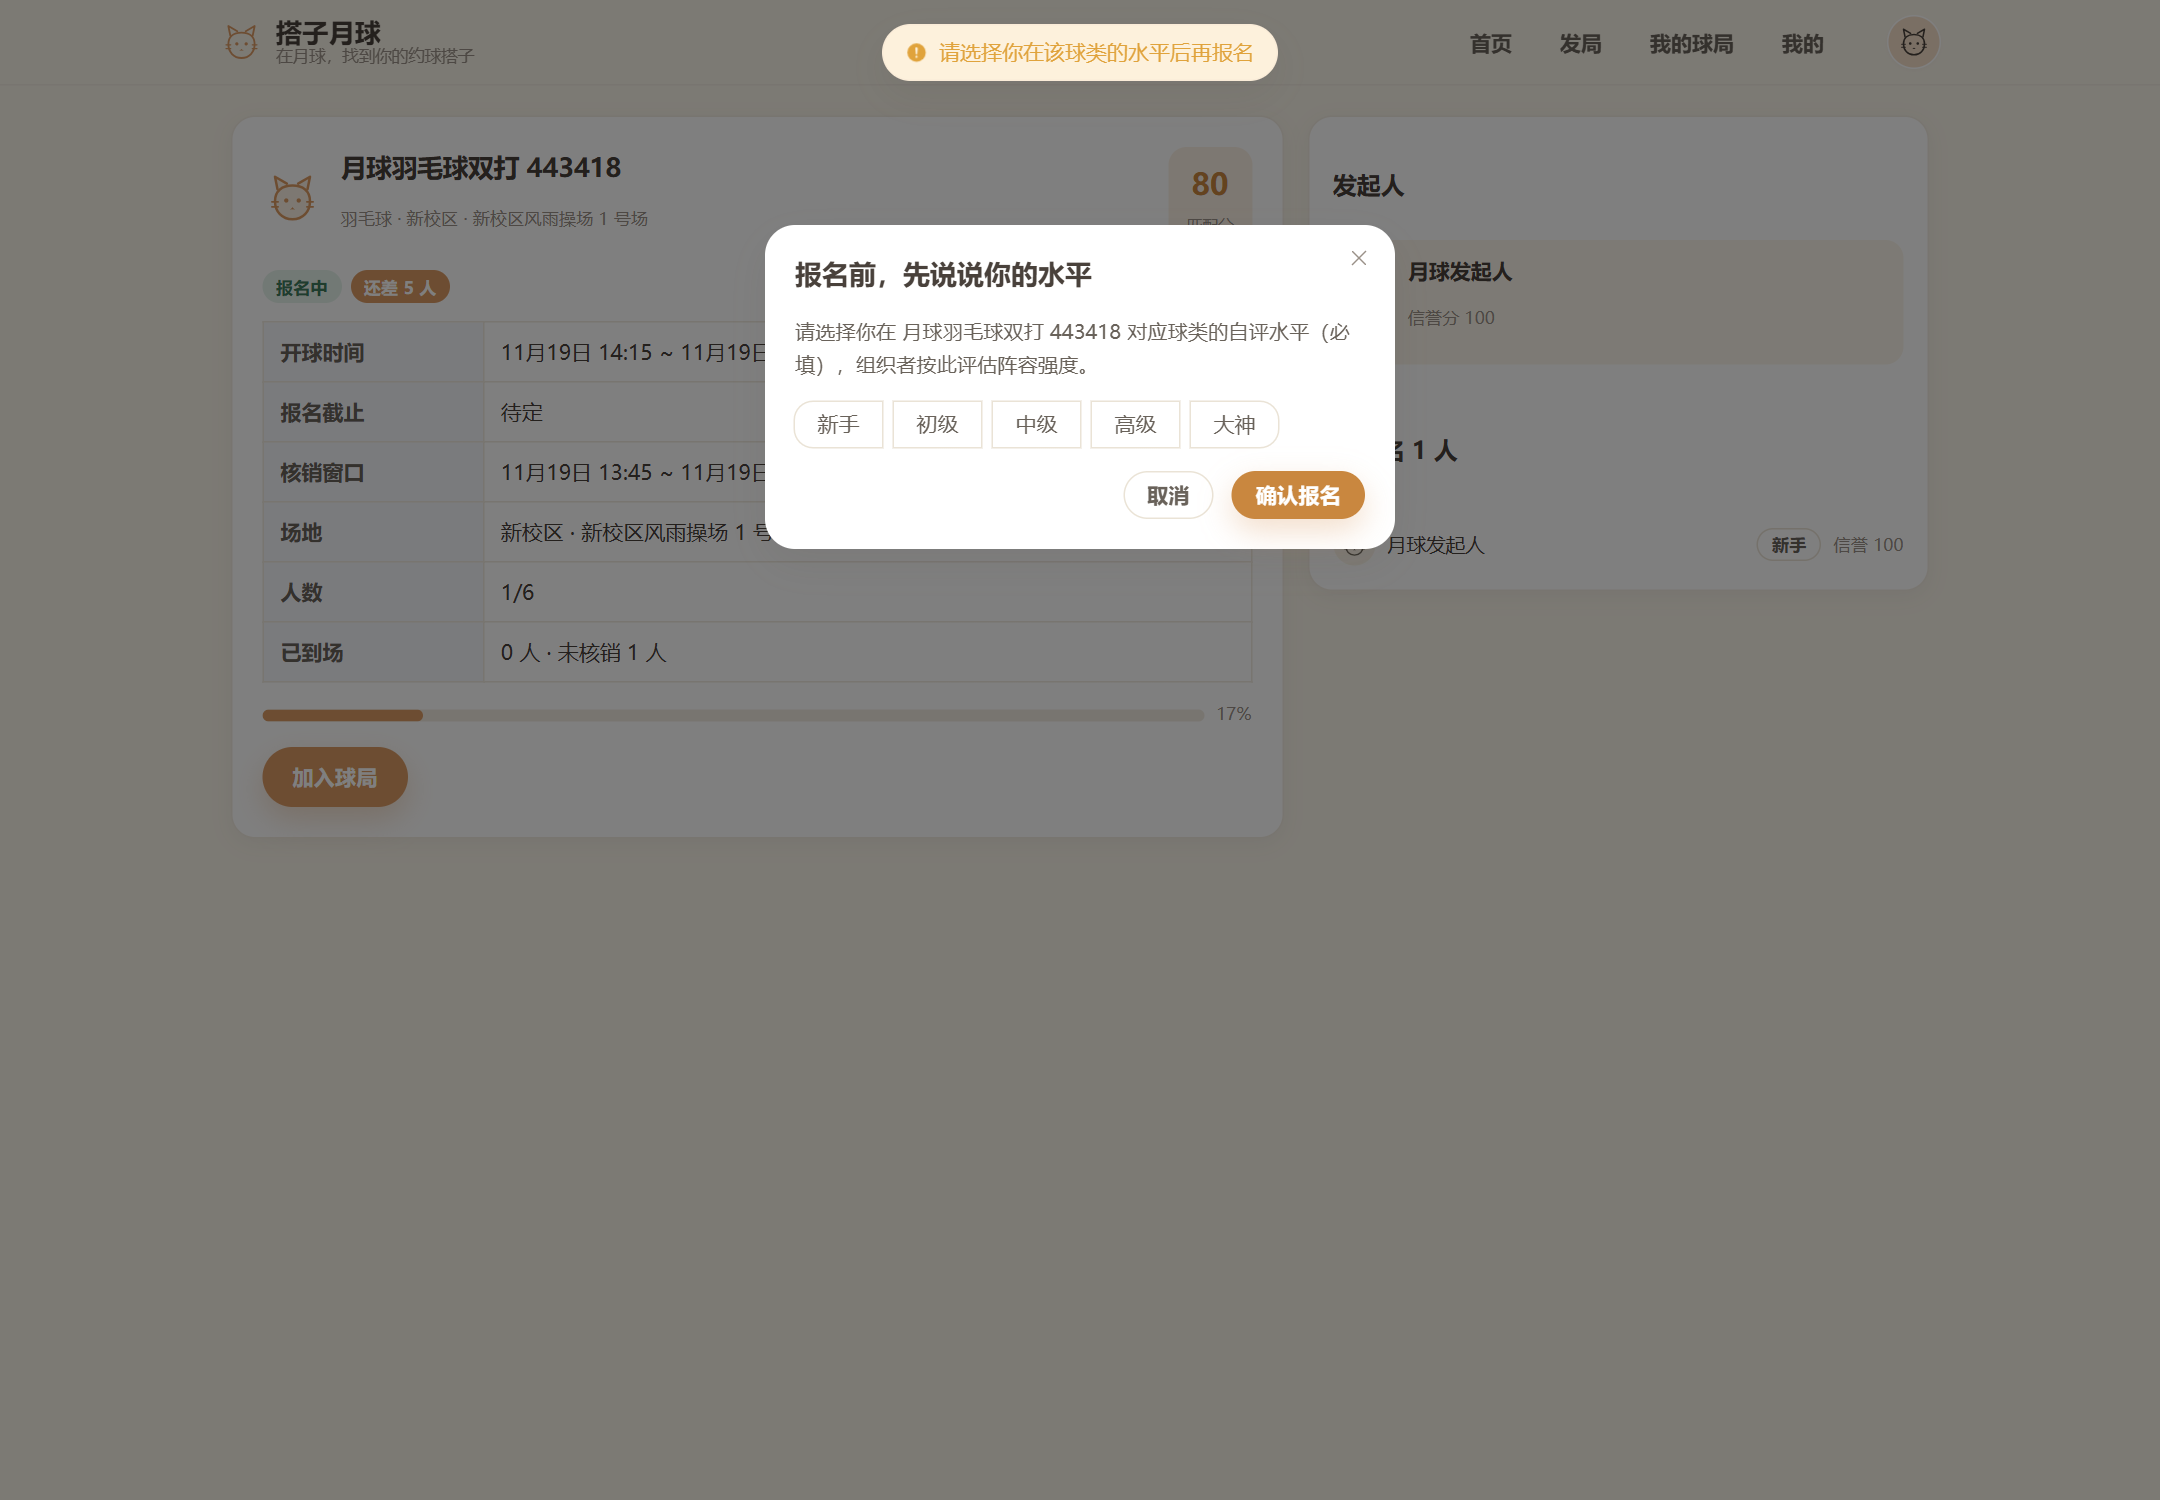 搭子月球
在月球，找到你的约球搭子
请选择你在该球类的水平后再报名
首页
发局
我的球局
我的
月球羽毛球双打 443418
羽毛球 · 新校区 · 新校区风雨操场 1 号场
80
报名中
还差 5 人
开球时间
11月19日 14:15 ~ 11月19日
报名截止
待定
核销窗口
11月19日 13:45 ~ 11月19日
场地
新校区 · 新校区风雨操场 1 号
人数
1/6
已到场
0 人 · 未核销 1 人
17%
加入球局
报名前，先说说你的水平
请选择你在 月球羽毛球双打 443418 对应球类的自评水平（必
填），组织者按此评估阵容强度。
新手
初级
中级
高级
大神
取消
确认报名
发起人
月球发起人
信誉分 100
名 1 人
月球发起人
新手
信誉 100